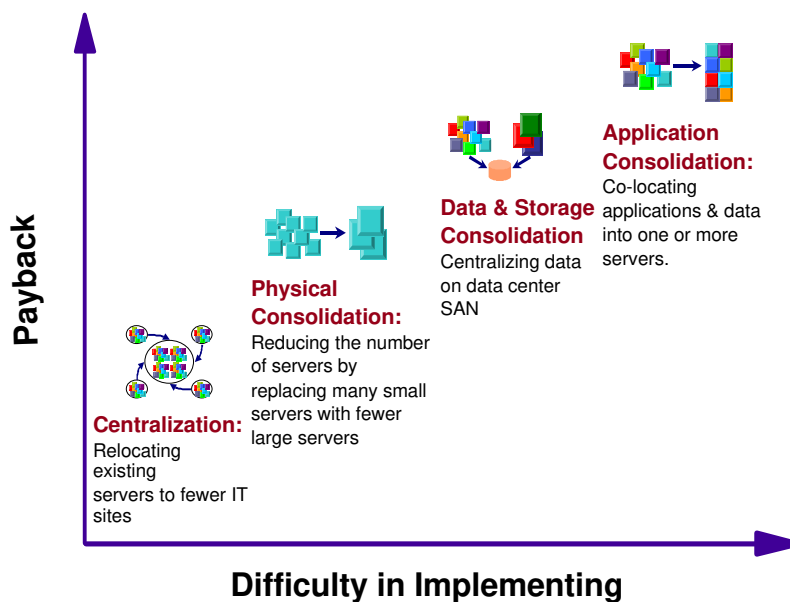 Payback
Application
Consolidation:
Co-locating
applications & data
into one or more
servers.
Data & Storage
Consolidation
Centralizing data
on data center
SAN
Physical
Consolidation:
Reducing the number
of servers by
replacing many small
servers with fewer
large servers
Centralization:
Relocating
existing
servers to fewer IT
sites
Difficulty in Implementing